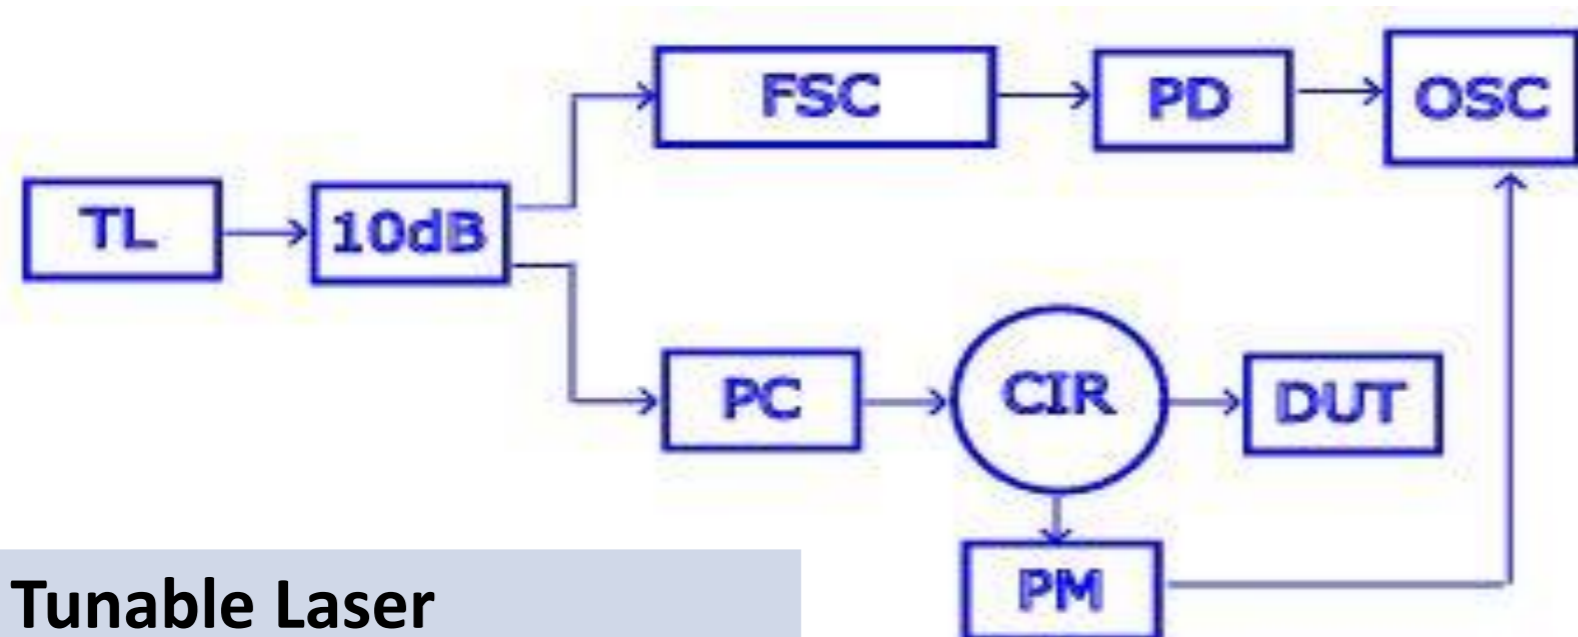 FSC
PD
OSC
TL
10dB
PC
CIR
DUT
PM
Tunable Laser